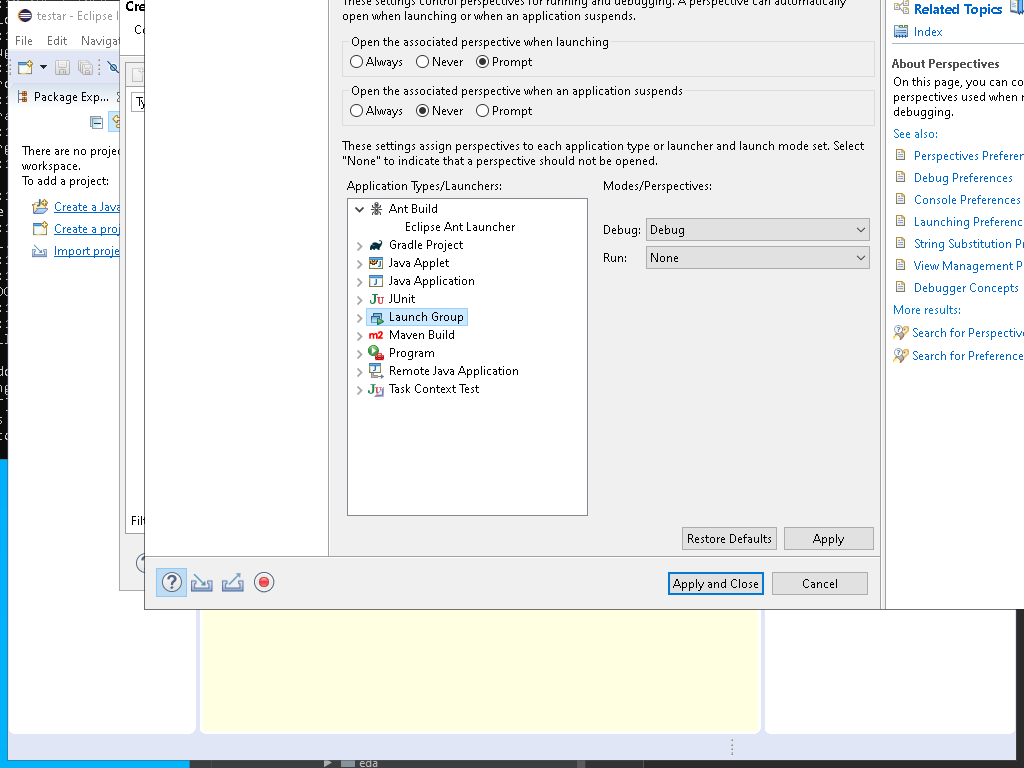 testar - Eclipse I
File Edit Navigat
Package Exp...
There are no projec
workspace.
To add a project:
Create a Java
Create a proj
Import proje
Cre
These settings control perspectives for running and debugging. A perspective can automatically
open when launching or when an application suspends.
Open the associated perspective when launching
Always Never Prompt
Open the associated perspective when an application suspends
Always Never Prompt
These settings assign perspectives to each application type or launcher and launch mode set. Select
"None" to indicate that a perspective should not be opened.
Application Types/Launchers:
Modes/Perspectives:
Ant Build
Eclipse Ant Launcher
Gradle Project
Java Applet
Java Application
JUnit
Launch Group
Maven Build
Program
Remote Java Application
Task Context Test
Debug: Debug
Run: None
Restore Defaults
Apply
Apply and Close
Cancel
Related Topics
Index
About Perspectives
On this page, you can co
perspectives used when r
debugging.
See also:
Perspectives Preferen
Debug Preferences
Console Preferences
Launching Preferenc
String Substitution Pr
View Management P
Debugger Concepts
More results:
Search for Perspective
Search for Preference
eda